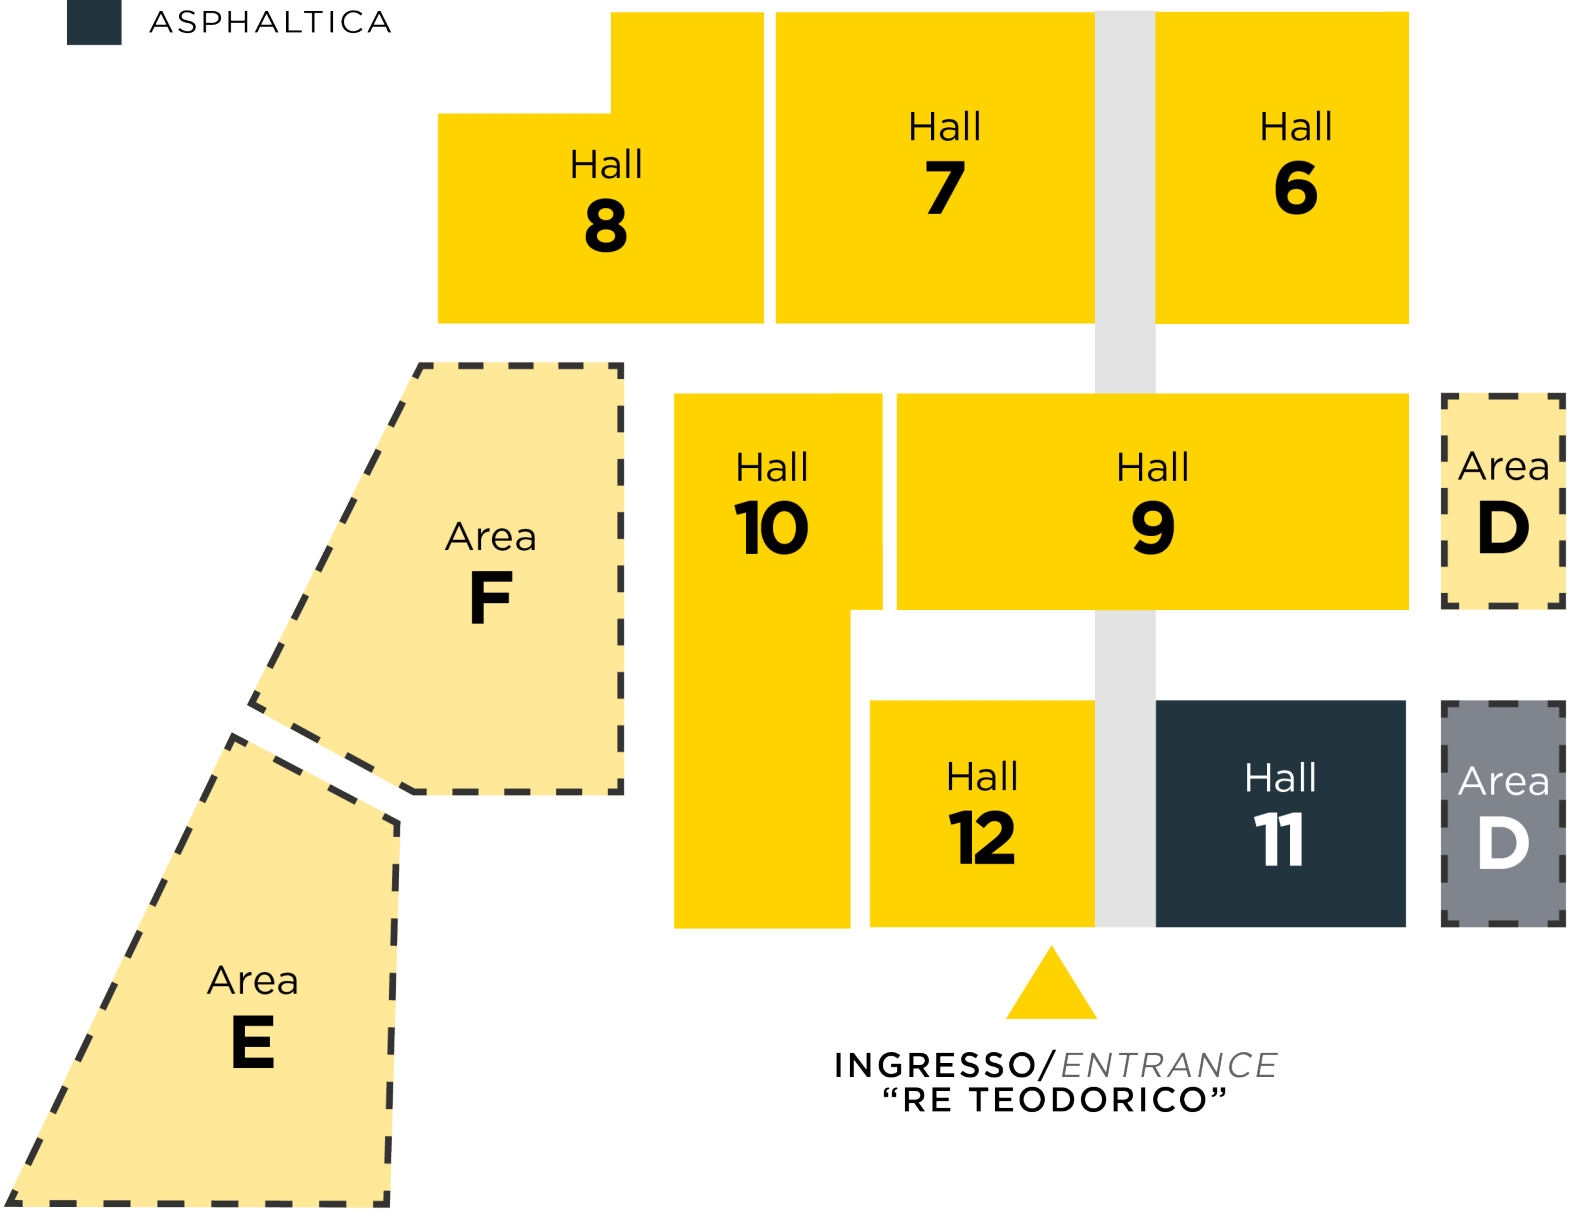 ASPHALTICA
Hall
8
Hall
7
Hall
6
Area
F
Hall
10
Hall
9
Area
D
Hall
12
Hall
11
Area
D
Area
E
INGRESSO/ENTRANCE
“RE TEODORICO”